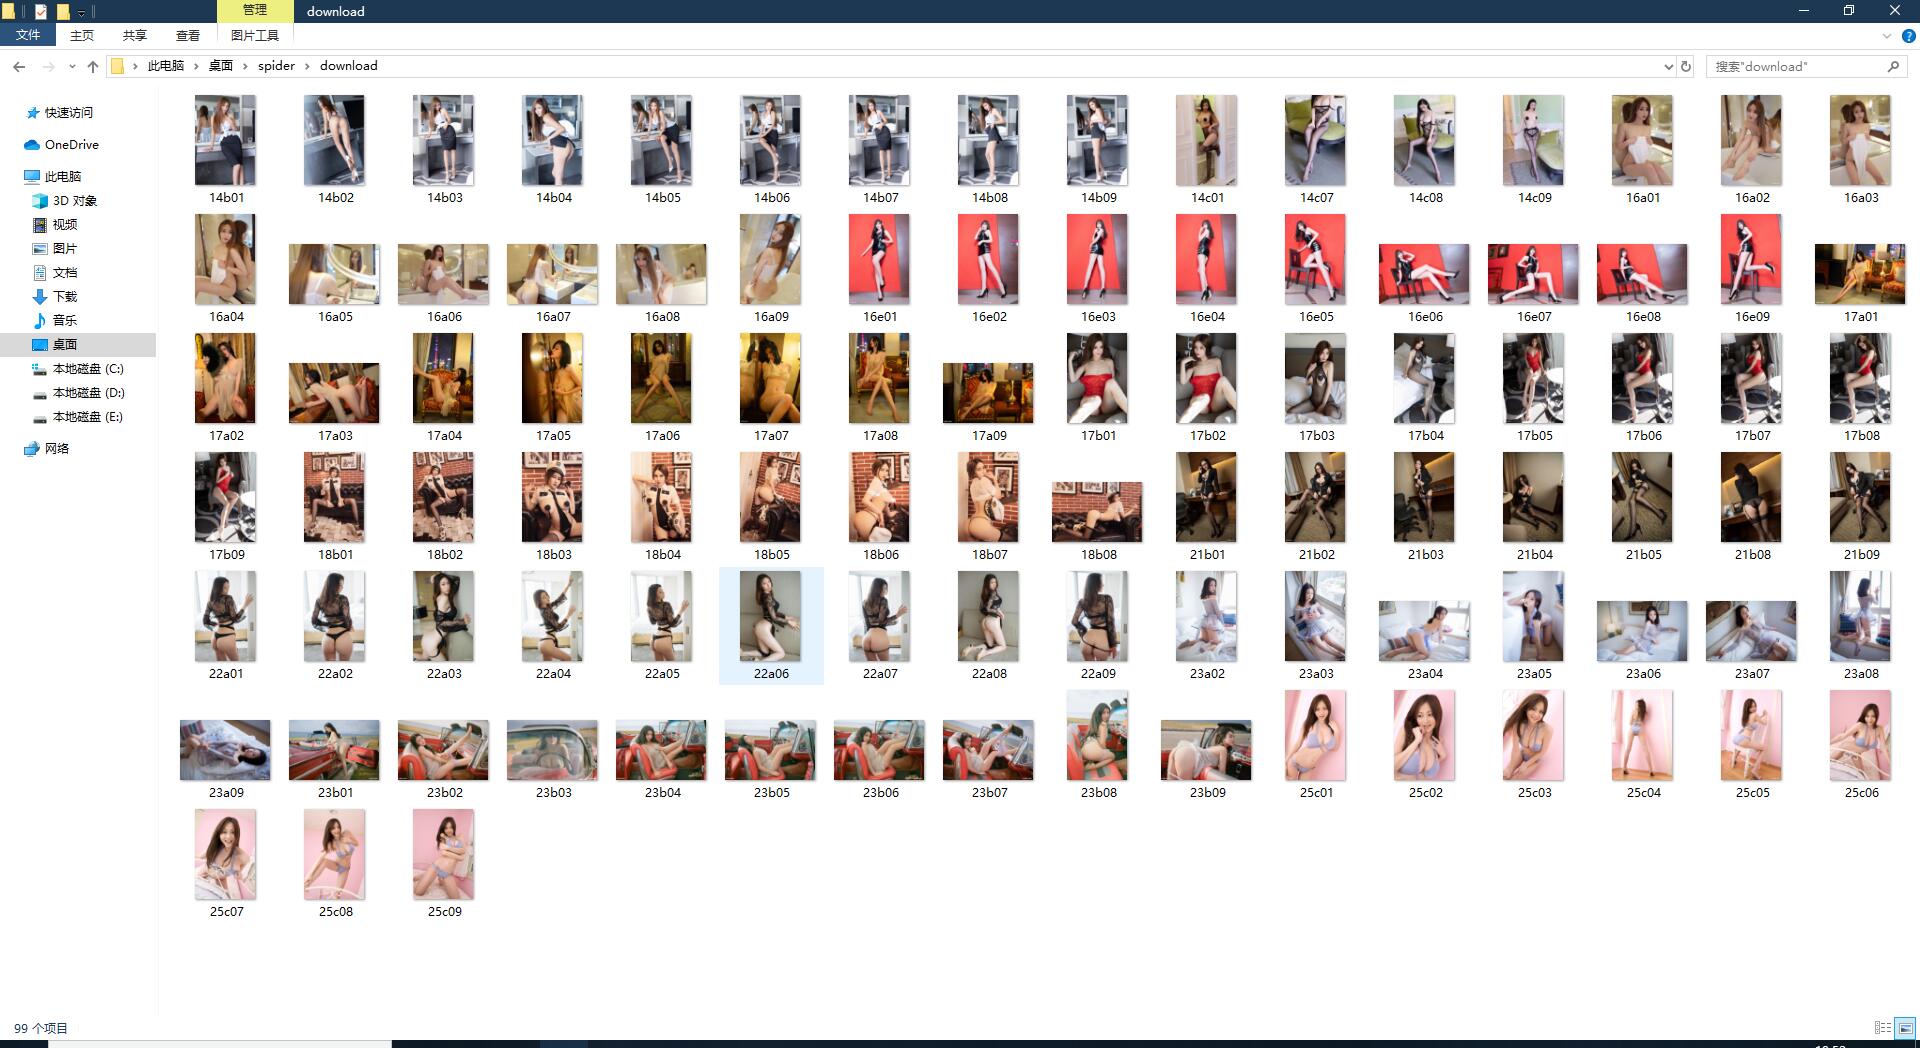 管理 download
文件 主页 共享 查看 图片工具
此电脑 桌面 spider download 搜索"download"
快速访问
OneDrive
此电脑
3D 对象
视频
图片
文档
下载
音乐
桌面
本地磁盘 (C:)
本地磁盘 (D:)
本地磁盘 (E:)
网络
14b01 14b02 14b03 14b04 14b05 14b06 14b07 14b08 14b09 14c01 14c07 14c08 14c09 16a01 16a02 16a03
16a04 16a05 16a06 16a07 16a08 16a09 16e01 16e02 16e03 16e04 16e05 16e06 16e07 16e08 16e09 17a01
17a02 17a03 17a04 17a05 17a06 17a07 17a08 17a09 17b01 17b02 17b03 17b04 17b05 17b06 17b07 17b08
17b09 18b01 18b02 18b03 18b04 18b05 18b06 18b07 18b08 21b01 21b02 21b03 21b04 21b05 21b08 21b09
22a01 22a02 22a03 22a04 22a05 22a06 22a07 22a08 22a09 23a02 23a03 23a04 23a05 23a06 23a07 23a08
23a09 23b01 23b02 23b03 23b04 23b05 23b06 23b07 23b08 23b09 25c01 25c02 25c03 25c04 25c05 25c06
25c07 25c08 25c09
99 个项目